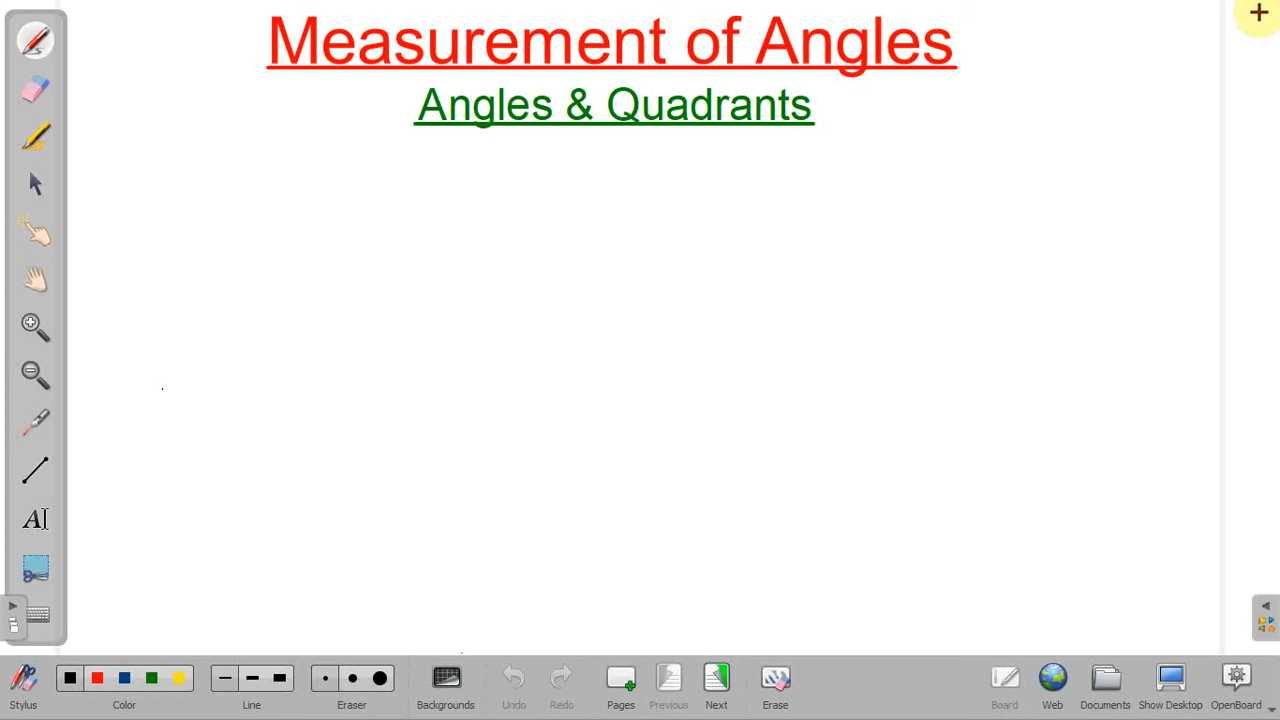 Measurement of Angles
Angles & Quadrants
Stylus
Color
Line
Eraser
Backgrounds
Undo
Redo
Pages
Previous
Next
Erase
Board
Web
Documents
Show Desktop
OpenBoard